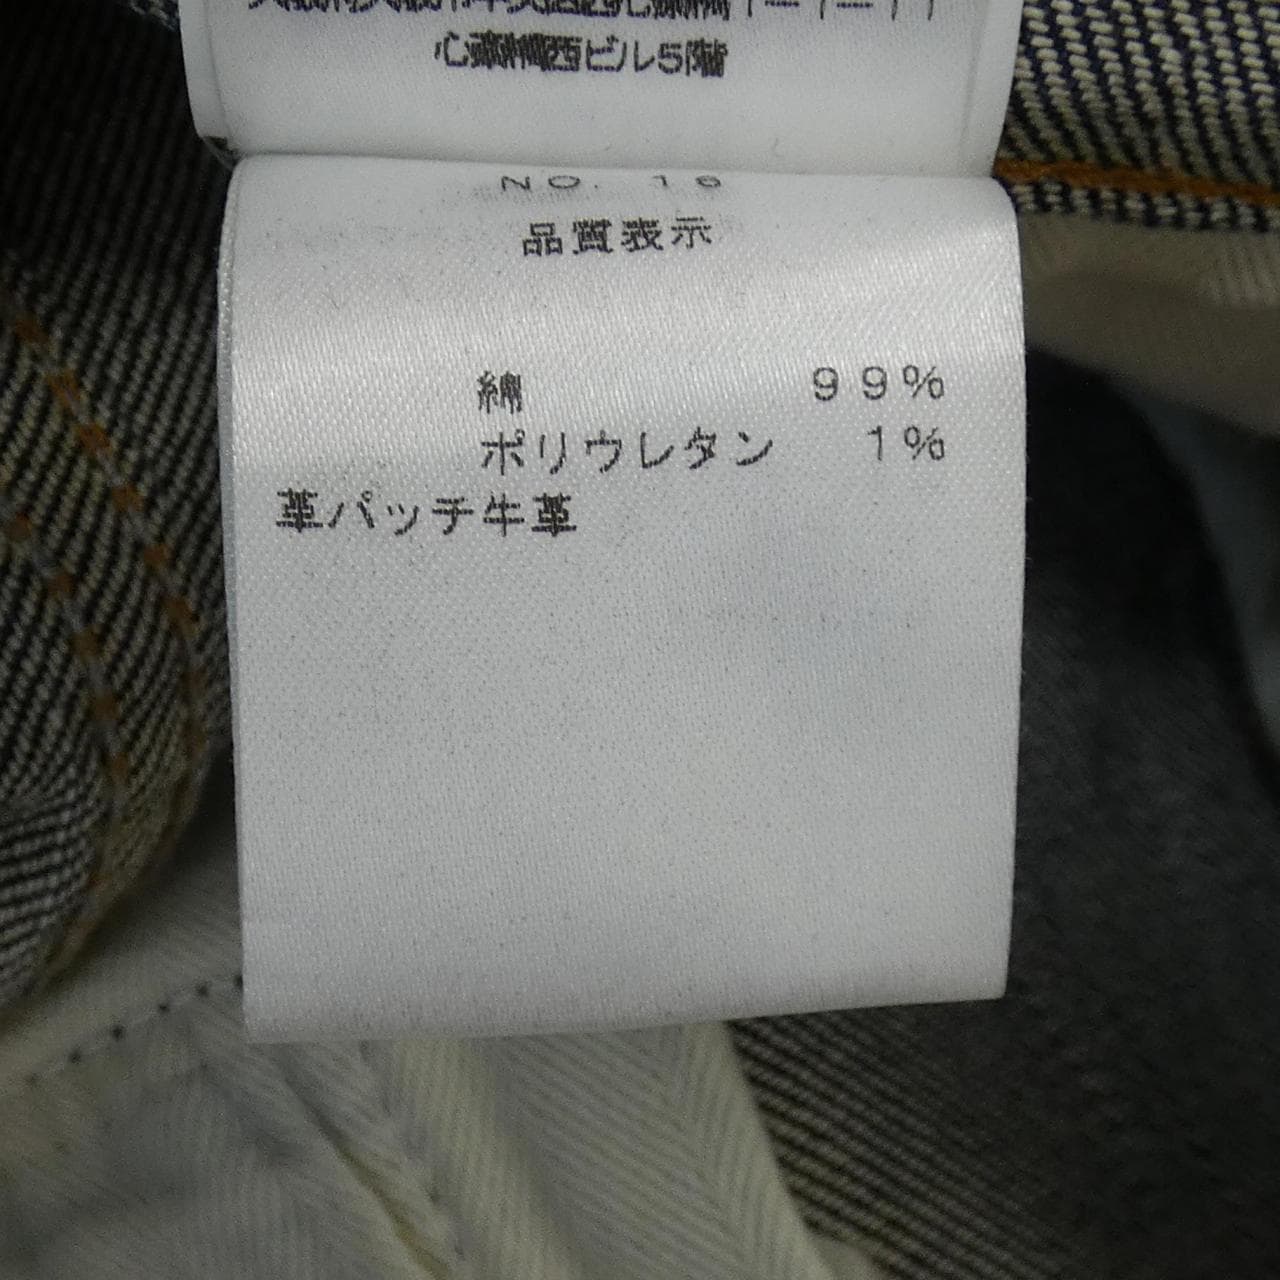 心斎橋西ビル5階
NO. 16
品質表示
綿 99%
ポリウレタン 1%
革パッチ牛革